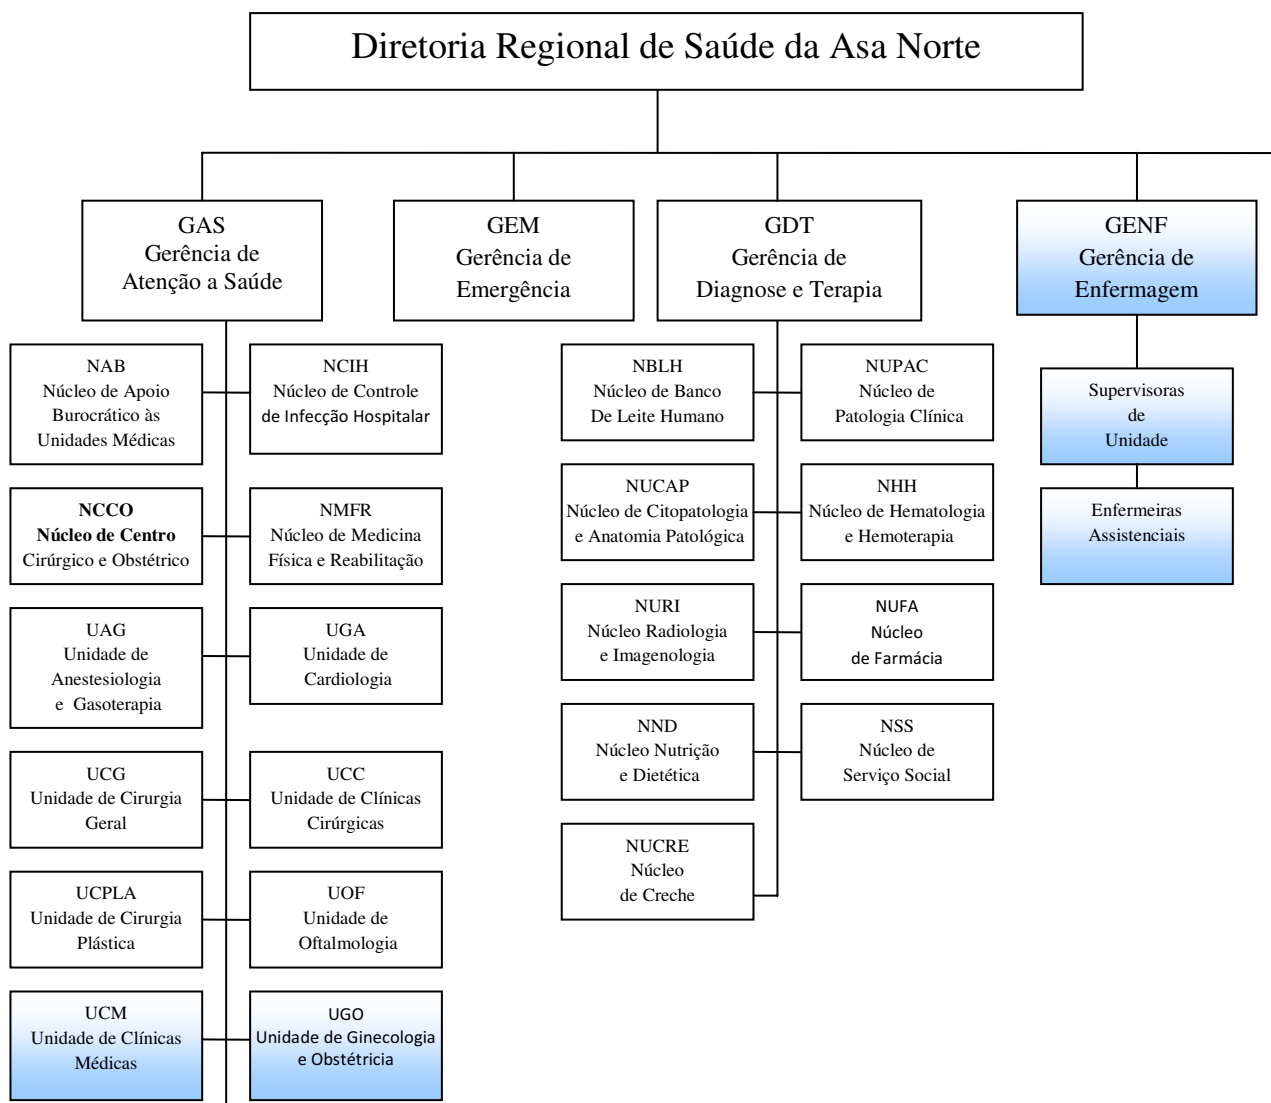 Diretoria Regional de Saúde da Asa Norte
GAS
Gerência de
Atenção a Saúde
GEM
Gerência de
Emergência
GDT
Gerência de
Diagnose e Terapia
GENF
Gerência de
Enfermagem
NAB
Núcleo de Apoio
Burocrático às
Unidades Médicas
NCIH
Núcleo de Controle
de Infecção Hospitalar
NCCO
Núcleo de Centro
Cirúrgico e Obstétrico
NMFR
Núcleo de Medicina
Física e Reabilitação
UAG
Unidade de
Anestesiologia
e Gasoterapia
UGA
Unidade de
Cardiologia
UCG
Unidade de Cirurgia
Geral
UCC
Unidade de Clínicas
Cirúrgicas
UCPLA
Unidade de Cirurgia
Plástica
UOF
Unidade de
Oftalmologia
UCM
Unidade de Clínicas
Médicas
UGO
Unidade de Ginecologia
e Obstétricia
NBLH
Núcleo de Banco
De Leite Humano
NUPAC
Núcleo de
Patologia Clínica
NUCAP
Núcleo de Citopatologia
e Anatomia Patológica
NHH
Núcleo de Hematologia
e Hemoterapia
NURI
Núcleo Radiologia
e Imagenologia
NUFA
Núcleo
de Farmácia
NND
Núcleo Nutrição
e Dietética
NSS
Núcleo de
Serviço Social
NUCRE
Núcleo
de Creche
Supervisoras
de
Unidade
Enfermeiras
Assistenciais